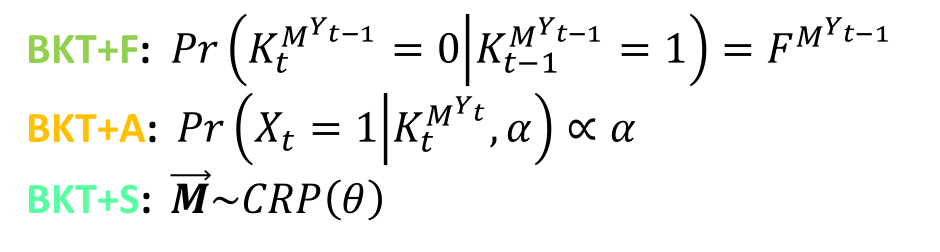 BKT+F: Pr(K_t^{M^{Y_{t-1}}} = 0|K_{t-1}^{M^{Y_{t-1}}} = 1) = F^{M^{Y_{t-1}}}
BKT+A: Pr(X_t = 1|K_t^{M^{Y_t}}, α) ∝ α
BKT+S: \vec{M}~CRP(θ)